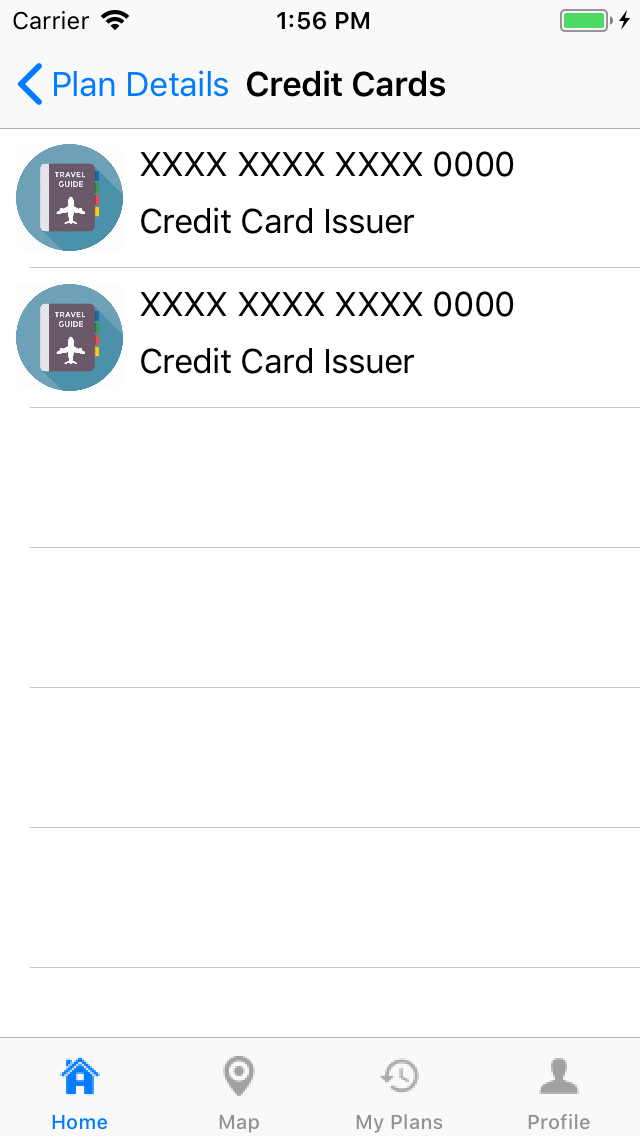 Carrier 1:56 PM
Plan Details Credit Cards
TRAVEL
GUIDE
XXXX XXXX XXXX 0000
Credit Card Issuer
TRAVEL
GUIDE
XXXX XXXX XXXX 0000
Credit Card Issuer
Home Map My Plans Profile